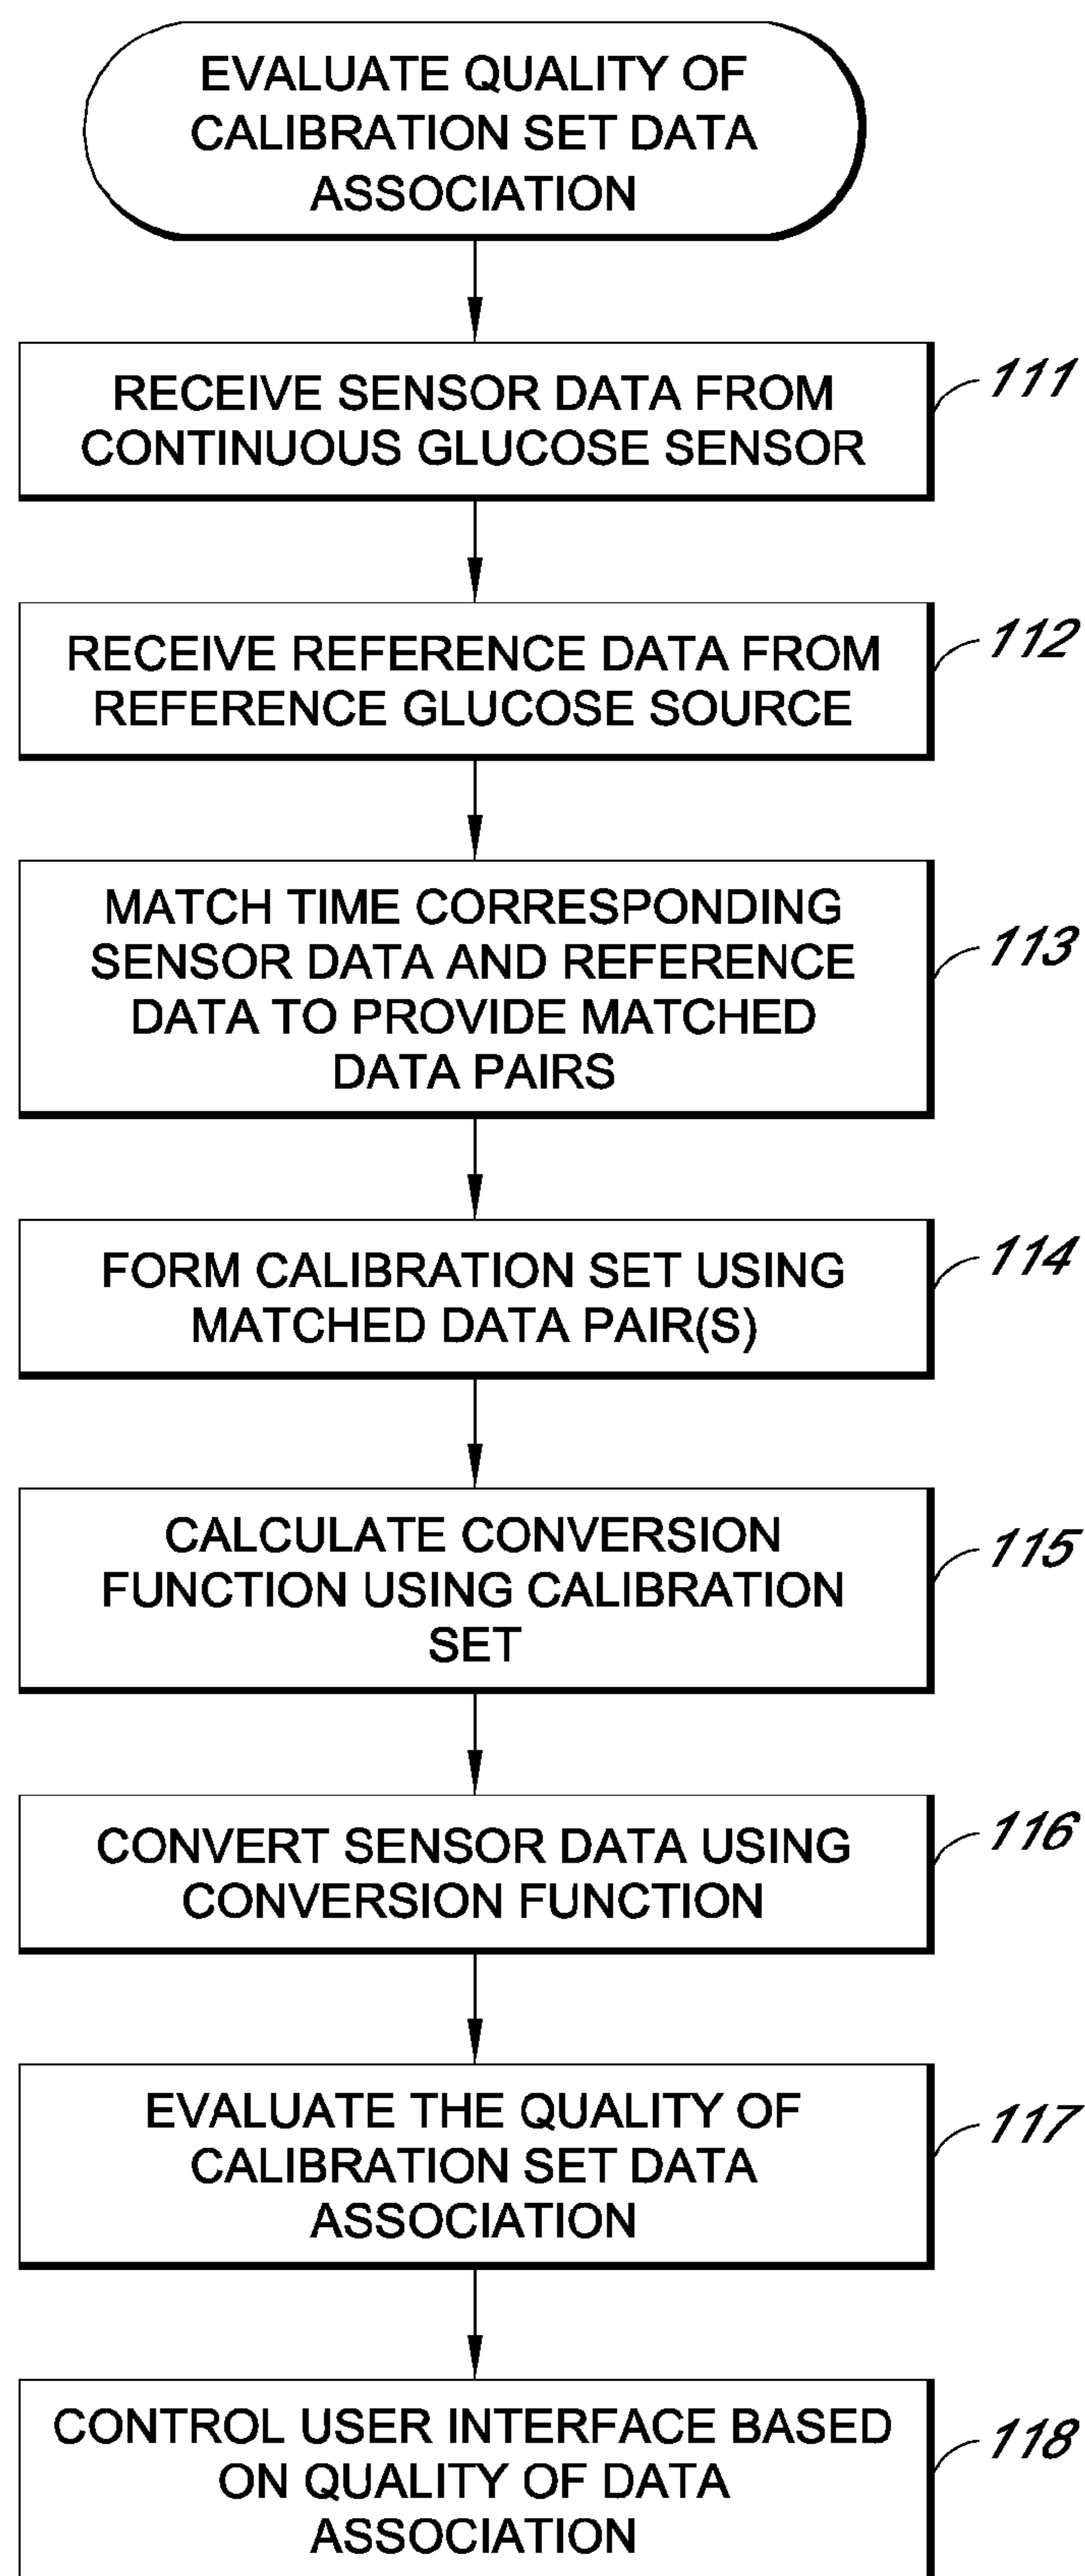 EVALUATE QUALITY OF
CALIBRATION SET DATA
ASSOCIATION
RECEIVE SENSOR DATA FROM
CONTINUOUS GLUCOSE SENSOR
111
RECEIVE REFERENCE DATA FROM
REFERENCE GLUCOSE SOURCE
112
MATCH TIME CORRESPONDING
SENSOR DATA AND REFERENCE
DATA TO PROVIDE MATCHED
DATA PAIRS
113
FORM CALIBRATION SET USING
MATCHED DATA PAIR(S)
114
CALCULATE CONVERSION
FUNCTION USING CALIBRATION
SET
115
CONVERT SENSOR DATA USING
CONVERSION FUNCTION
116
EVALUATE THE QUALITY OF
CALIBRATION SET DATA
ASSOCIATION
117
CONTROL USER INTERFACE BASED
ON QUALITY OF DATA
ASSOCIATION
118